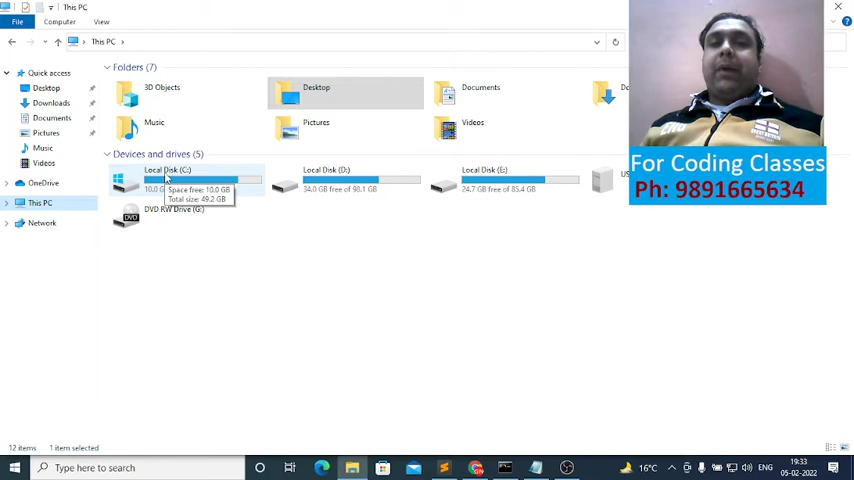 This PC
File
Computer
View
This PC
Quick access
Desktop
Downloads
Documents
Pictures
Music
Videos
OneDrive
This PC
Network
Folders (7)
3D Objects
Desktop
Documents
Music
Pictures
Videos
Devices and drives (5)
Local Disk (C:)
Space free: 10.0 GB
Total size: 49.2 GB
Local Disk (D:)
34.0 GB free of 98.1 GB
Local Disk (E:)
24.7 GB free of 85.4 GB
DVD RW Drive (G:)
For Coding Classes
Ph: 9891665634
12 items
1 item selected
Type here to search
16°C
ENG
19:33
05-02-2022